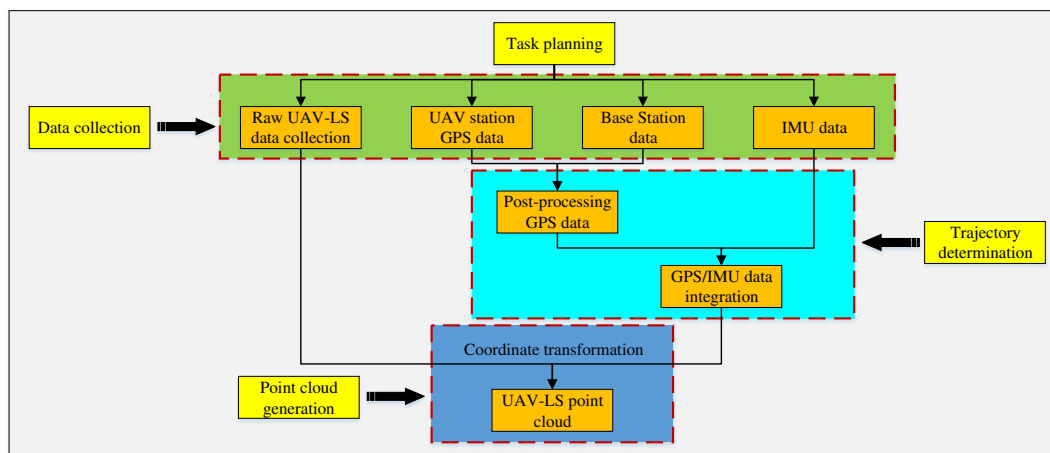 Task planning
Data collection
Raw UAV-LS
data collection
UAV station
GPS data
Base Station
data
IMU data
Post-processing
GPS data
Trajectory
determination
GPS/IMU data
integration
Coordinate transformation
Point cloud
generation
UAV-LS point
cloud